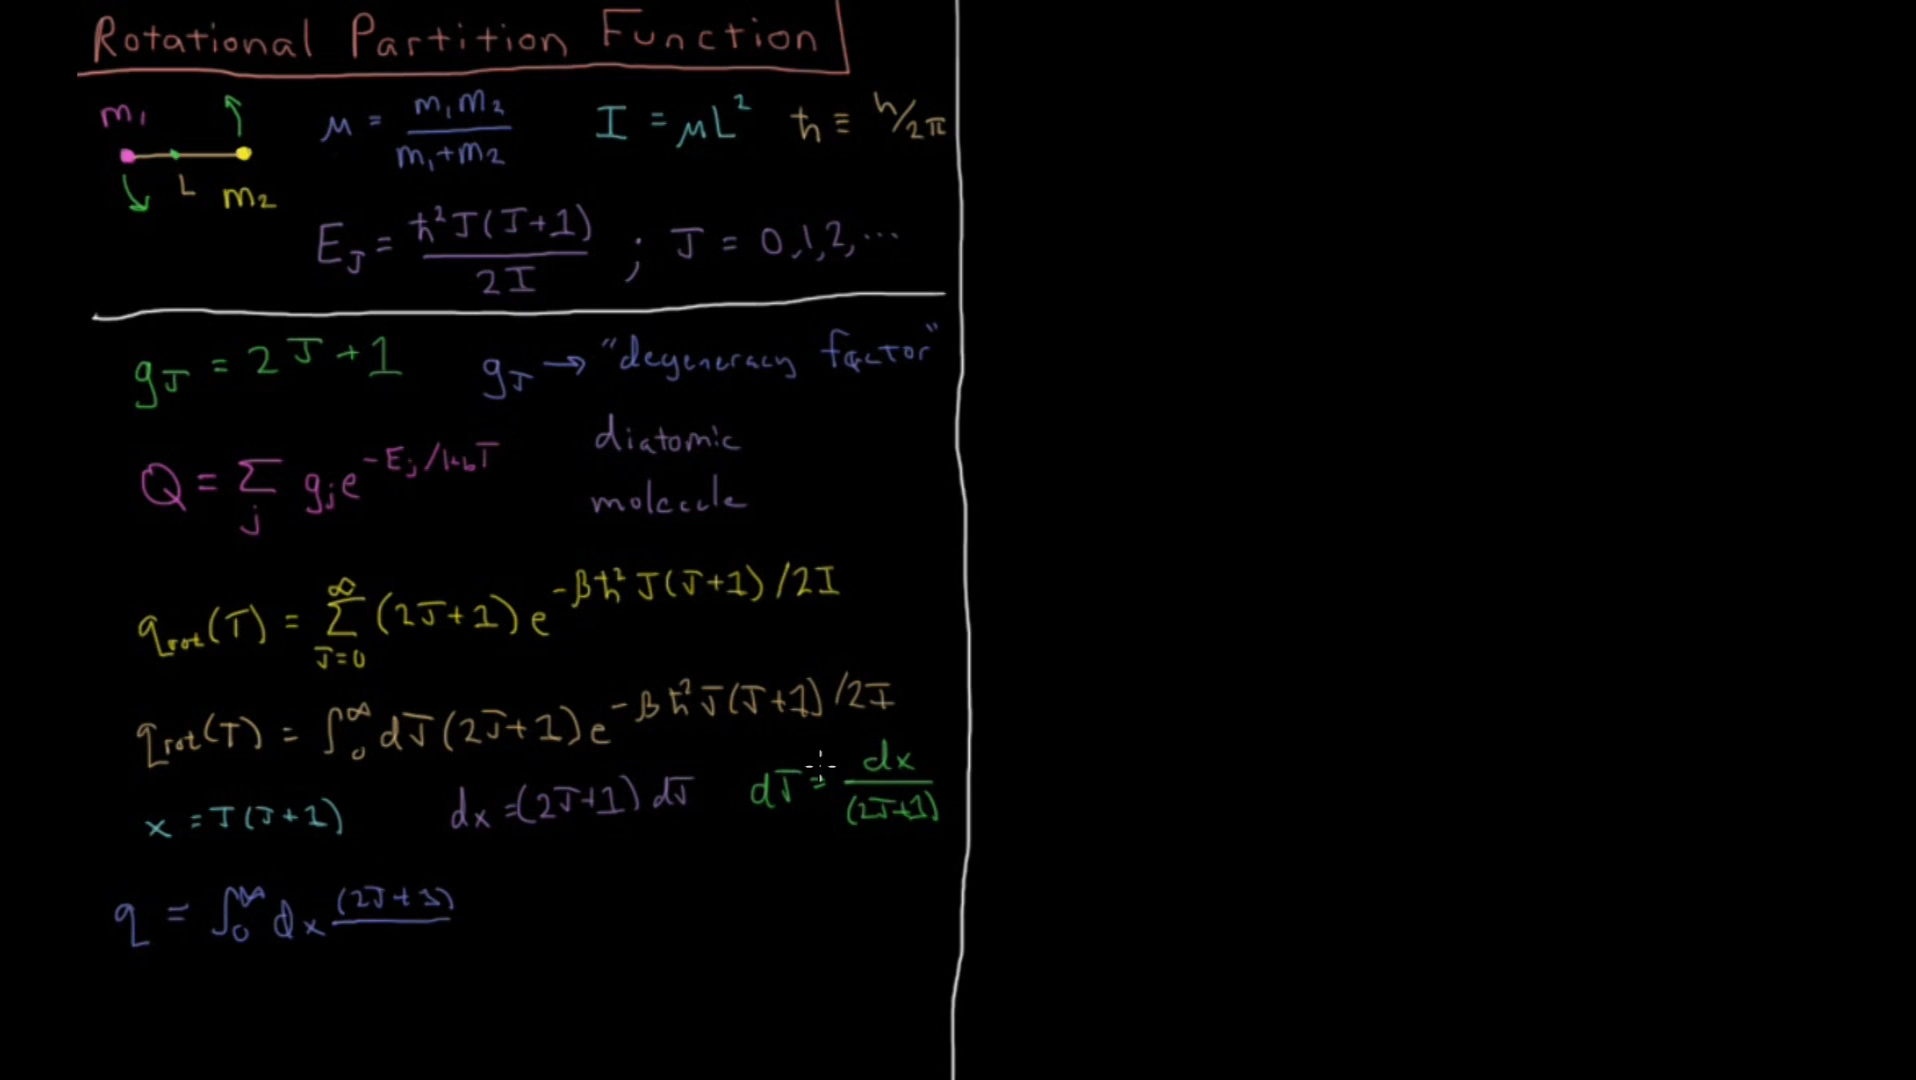 Rotational Partition Function
m₁ L m₂
μ = m₁m₂ / m₁+m₂
I = μL²
ħ ≡ h/2π
E_J = ħ²J(J+1) / 2I ; J = 0,1,2,...
g_J = 2J+1
g_J → "degeneracy factor"
Q = Σ_j g_j e^(-E_j/k_bT)
diatomic
molecule
q_rot(T) = Σ_(J=0)^∞ (2J+1) e^(-βħ²J(J+1)/2I)
q_rot(T) = ∫_0^∞ dJ(2J+1) e^(-βħ²J(J+1)/2I)
x = J(J+1)
dx = (2J+1) dJ
dJ = dx / (2J+1)
q = ∫_0^∞ dx (2J+1)